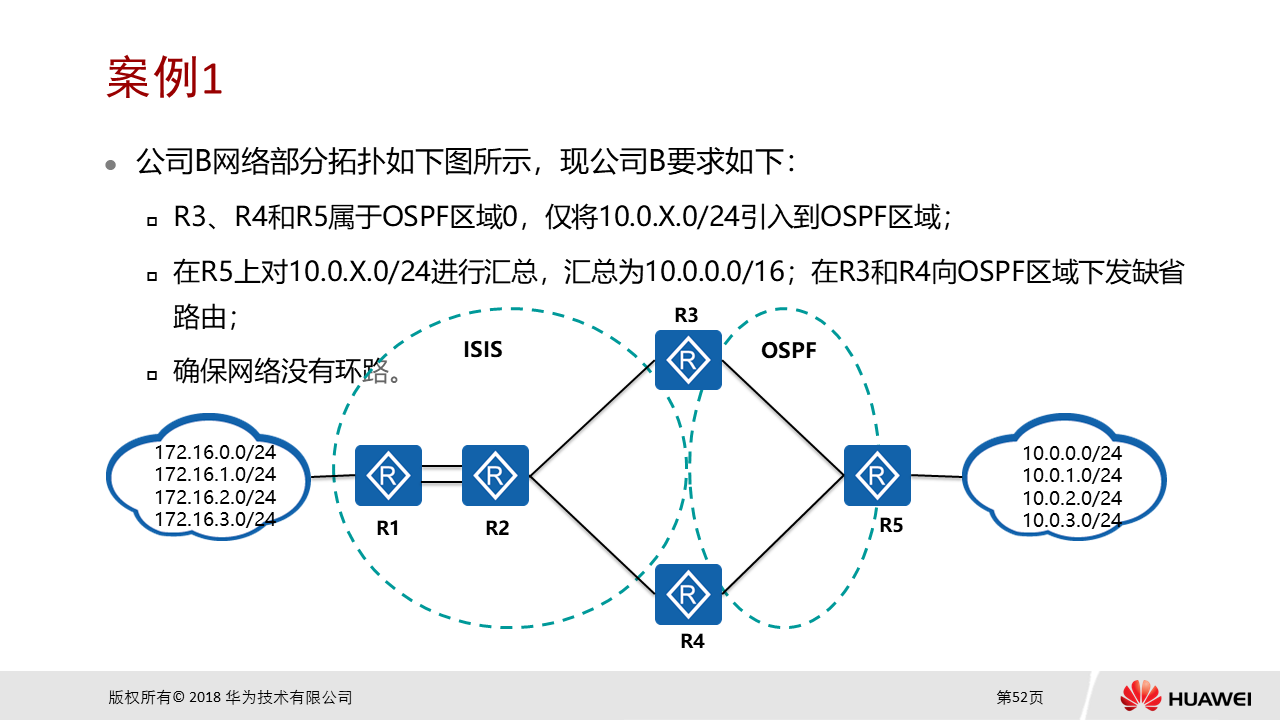 案例1
公司B网络部分拓扑如下图所示，现公司B要求如下：
R3、R4和R5属于OSPF区域0，仅将10.0.X.0/24引入到OSPF区域；
在R5上对10.0.X.0/24进行汇总，汇总为10.0.0.0/16；在R3和R4向OSPF区域下发缺省
路由；
确保网络没有环路。
R3
ISIS
OSPF
172.16.0.0/24
172.16.1.0/24
172.16.2.0/24
172.16.3.0/24
R
R
R
R
R
10.0.0.0/24
10.0.1.0/24
10.0.2.0/24
10.0.3.0/24
R1
R2
R5
R4
版权所有© 2018 华为技术有限公司
第52页
HUAWEI